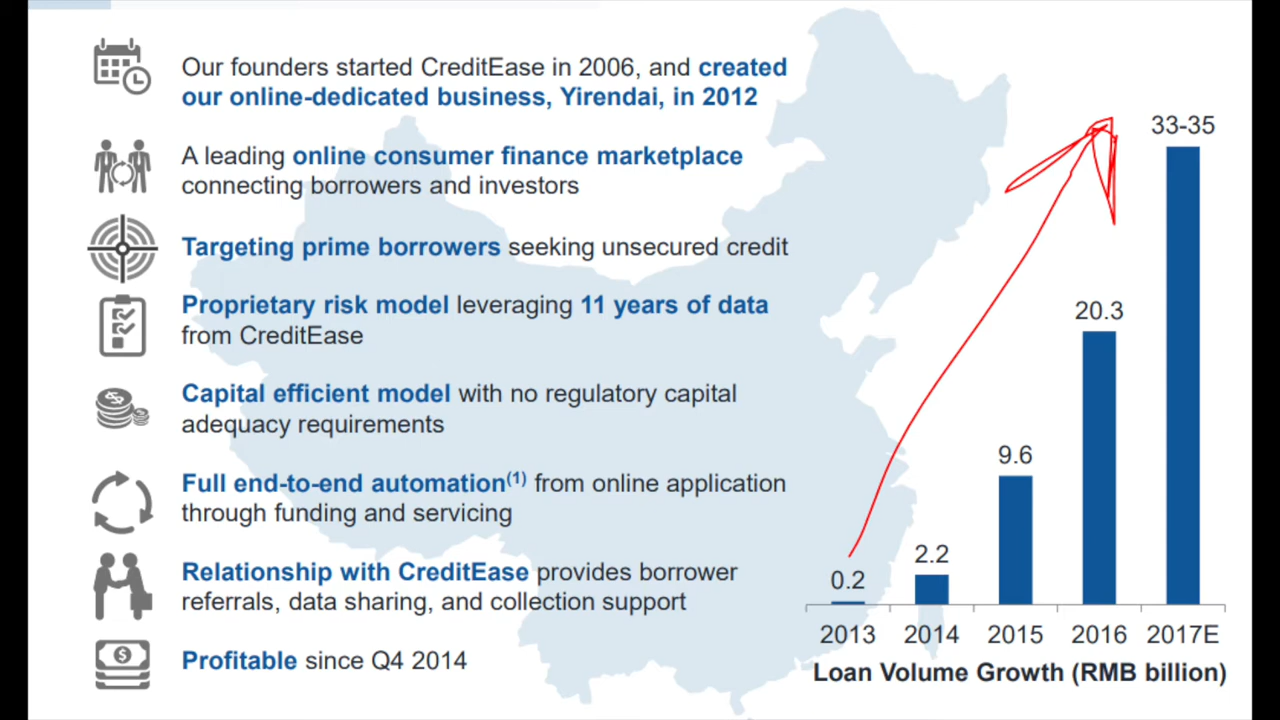 Our founders started CreditEase in 2006, and created
our online-dedicated business, Yirendai, in 2012
A leading online consumer finance marketplace
connecting borrowers and investors
Targeting prime borrowers seeking unsecured credit
Proprietary risk model leveraging 11 years of data
from CreditEase
Capital efficient model with no regulatory capital
adequacy requirements
Full end-to-end automation(1) from online application
through funding and servicing
Relationship with CreditEase provides borrower
referrals, data sharing, and collection support
Profitable since Q4 2014
33-35
20.3
9.6
2.2
0.2
2013 2014 2015 2016 2017E
Loan Volume Growth (RMB billion)